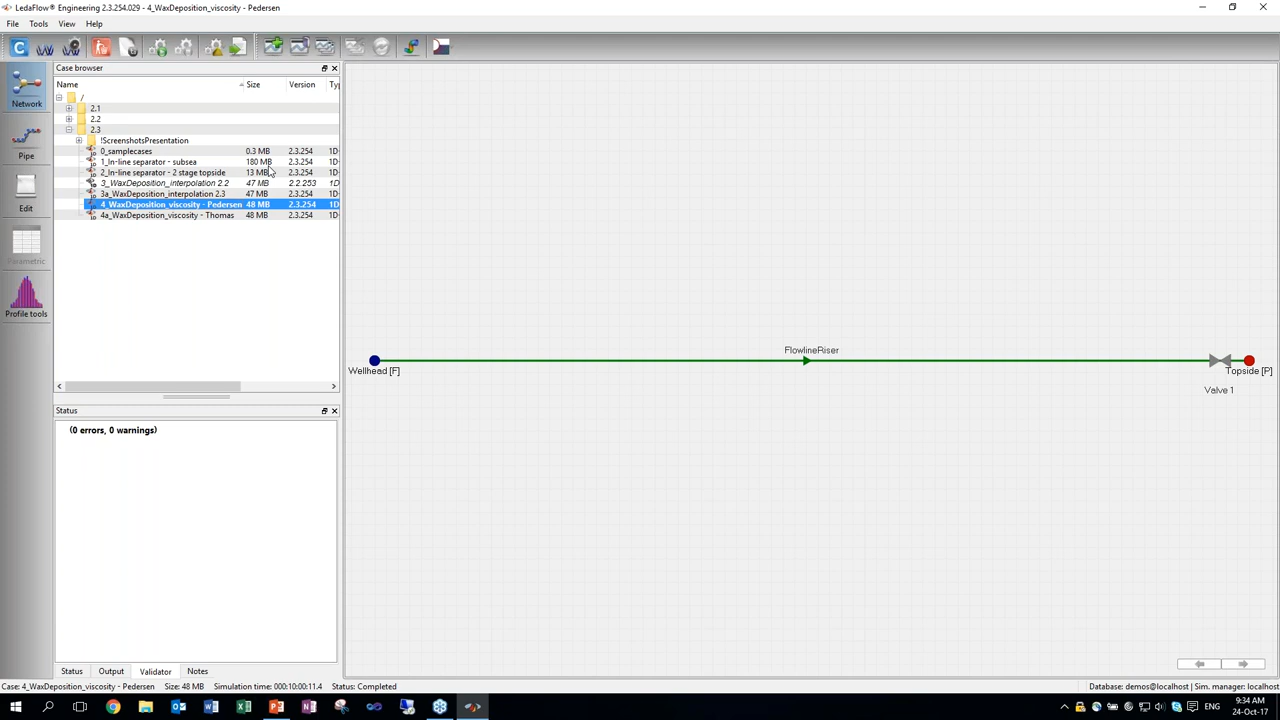 LedaFlow® Engineering 2.3.254.029 - 4_WaxDeposition_viscosity - Pedersen
File Tools View Help
Case browser
Name Size Version Ty
/
2.1
2.2
2.3
!ScreenshotsPresentation
0_samplecases 0.3 MB 2.3.254 1D
1_In-line separator - subsea 180 MB 2.3.254 1D
2_In-line separator - 2 stage topside 13 MB 2.3.254 1D
3_WaxDeposition_interpolation 2.2 47 MB 2.2.253 1D
3a_WaxDeposition_interpolation 2.3 47 MB 2.3.254 1D
4_WaxDeposition_viscosity - Pedersen 48 MB 2.3.254 1D
4a_WaxDeposition_viscosity - Thomas 48 MB 2.3.254 1D
Network
Pipe
Edit
Parametric
Profile tools
FlowlineRiser
Wellhead [F]
Topside [P]
Valve 1
Status
(0 errors, 0 warnings)
Status Output Validator Notes
Case: 4_WaxDeposition_viscosity - Pedersen Size: 48 MB Simulation time: 000:10:00:11.4 Status: Completed
Database: demos@localhost Sim. manager: localhost
ENG
9:34 AM
24-Oct-17